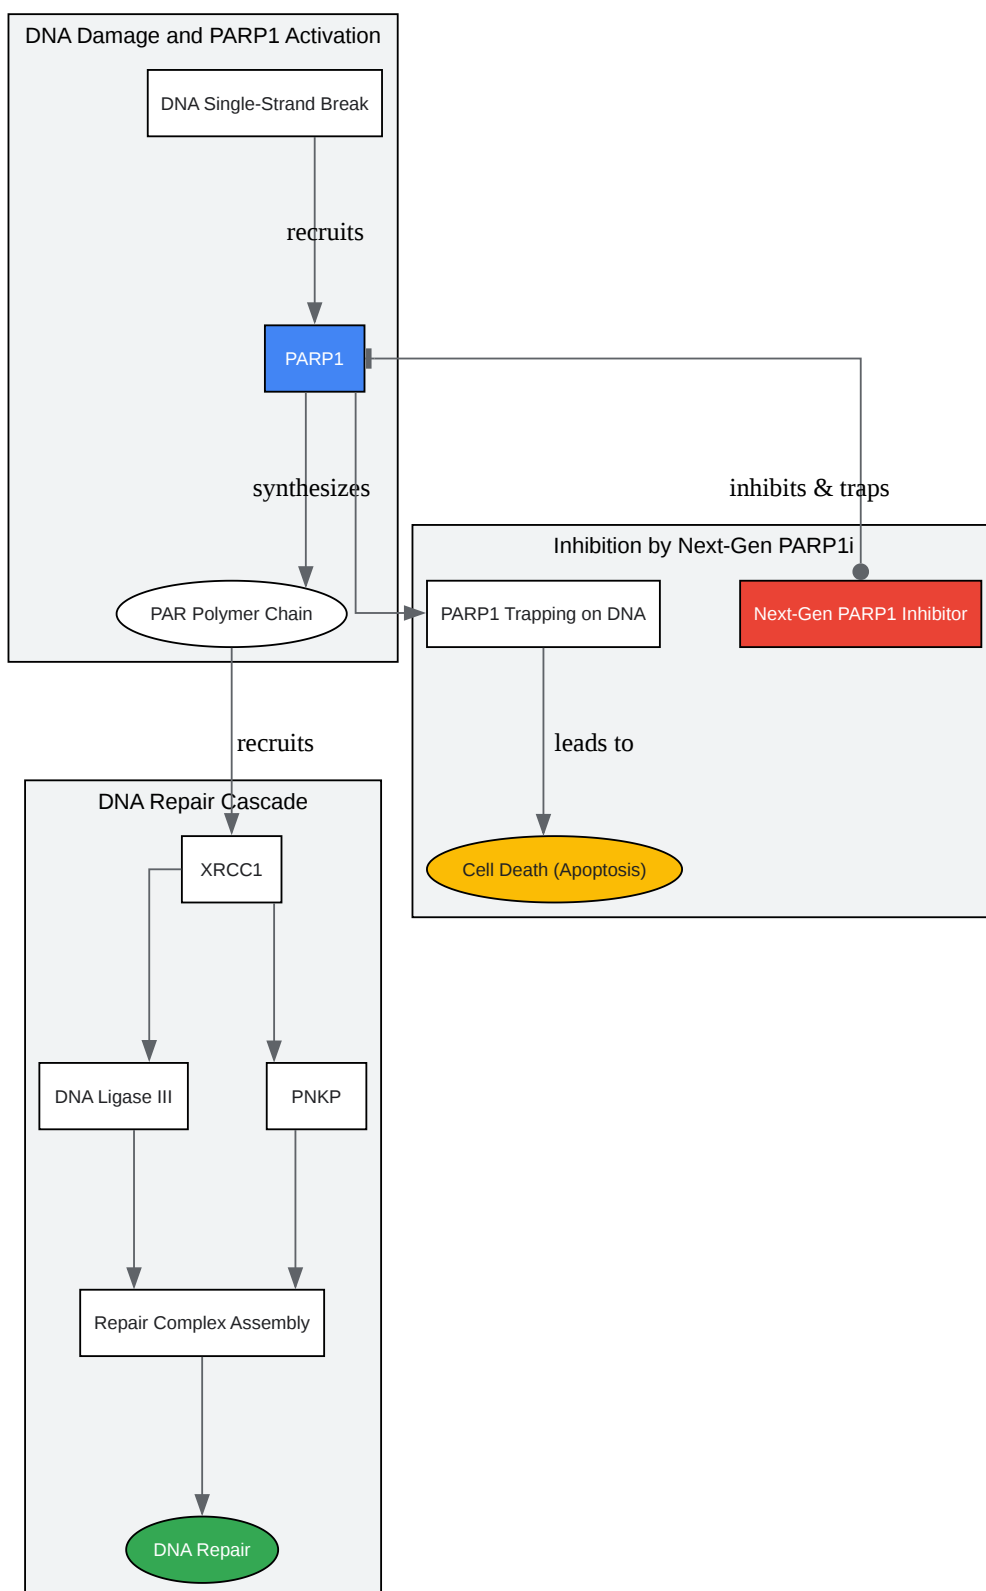 DNA Damage and PARP1 Activation
DNA Single-Strand Break
recruits
PARP1
synthesizes
inhibits & traps
Inhibition by Next-Gen PARP1i
PAR Polymer Chain
PARP1 Trapping on DNA
Next-Gen PARP1 Inhibitor
recruits
leads to
DNA Repair Cascade
XRCC1
Cell Death (Apoptosis)
DNA Ligase III
PNKP
Repair Complex Assembly
DNA Repair